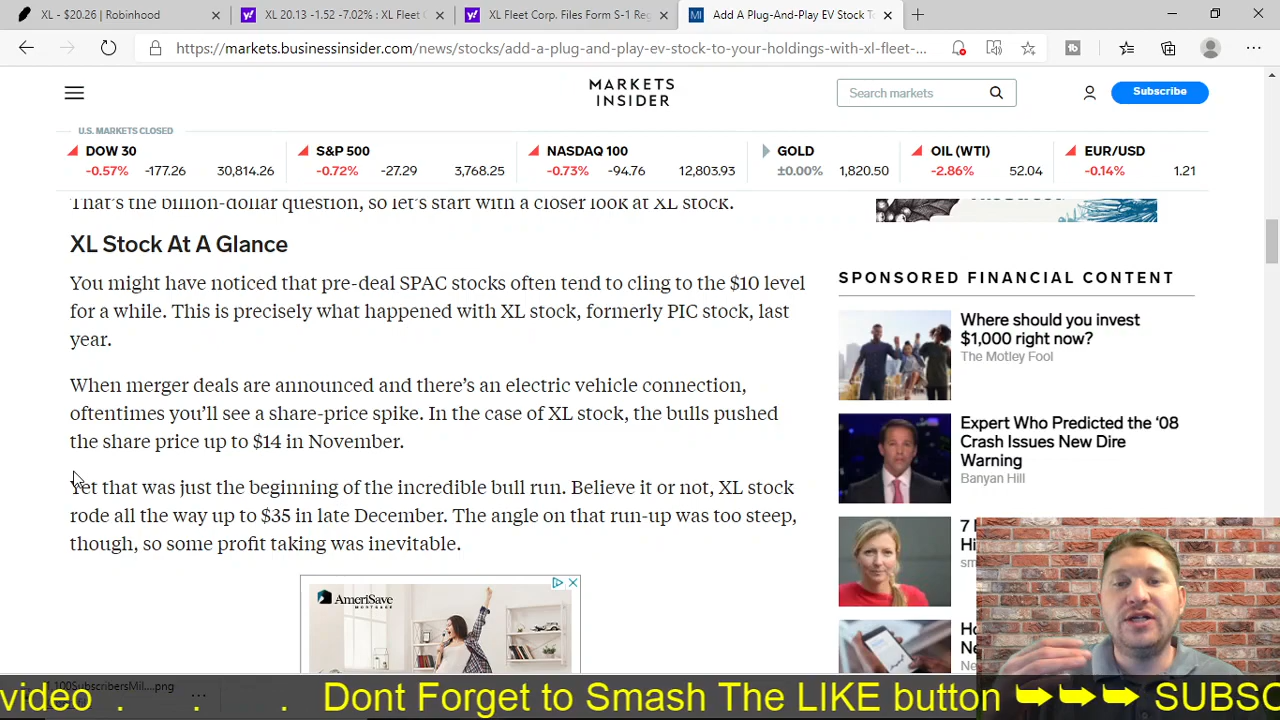 XL - $20.26 | Robinhood
XL 20.13 -1.52 -7.02% : XL Fleet C
XL Fleet Corp. Files Form S-1 Reg
Add A Plug-And-Play EV Stock To
https://markets.businessinsider.com/news/stocks/add-a-plug-and-play-ev-stock-to-your-holdings-with-xl-fleet-...
MARKETS
INSIDER
Search markets
Subscribe
U.S. MARKETS CLOSED
DOW 30
-0.57% -177.26 30,814.26
S&P 500
-0.72% -27.29 3,768.25
NASDAQ 100
-0.73% -94.76 12,803.93
GOLD
±0.00% 1,820.50
OIL (WTI)
-2.86% 52.04
EUR/USD
-0.14% 1.21
That's the billion-dollar question, so let's start with a closer look at XL stock.
XL Stock At A Glance
You might have noticed that pre-deal SPAC stocks often tend to cling to the $10 level
for a while. This is precisely what happened with XL stock, formerly PIC stock, last
year.
When merger deals are announced and there's an electric vehicle connection,
oftentimes you'll see a share-price spike. In the case of XL stock, the bulls pushed
the share price up to $14 in November.
Yet that was just the beginning of the incredible bull run. Believe it or not, XL stock
rode all the way up to $35 in late December. The angle on that run-up was too steep,
though, so some profit taking was inevitable.
AmeriSave
MORTGAGE
SPONSORED FINANCIAL CONTENT
Where should you invest
$1,000 right now?
The Motley Fool
Expert Who Predicted the '08
Crash Issues New Dire
Warning
Banyan Hill
7
Hi
sm
Ho
Ne
Ne
100SubscribersMil....png
video . . . Dont Forget to Smash The LIKE button ➥➥➥ SUBSC